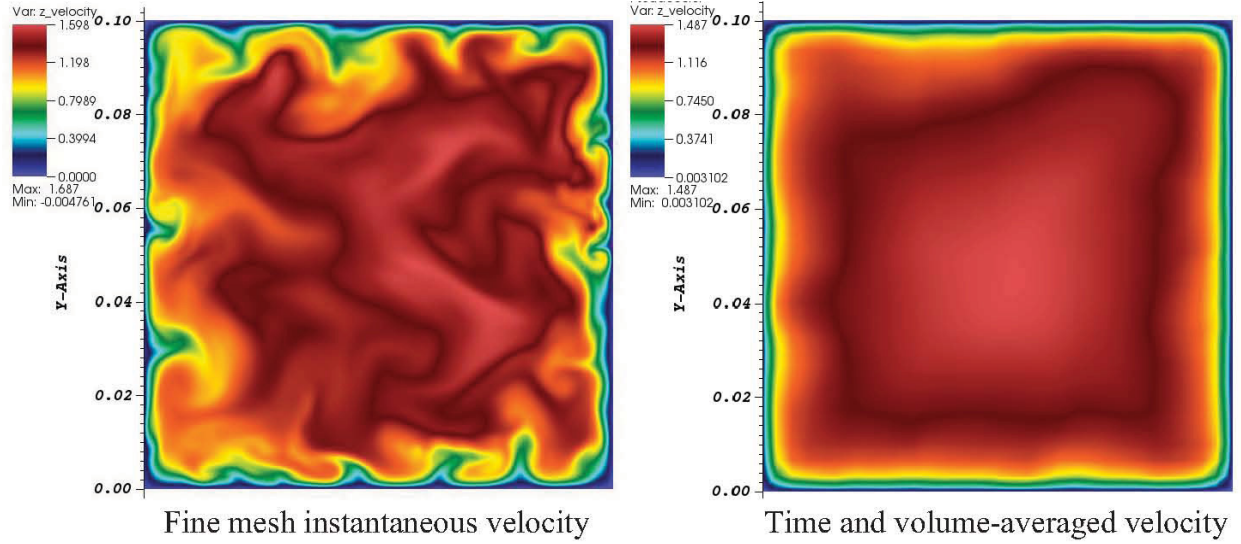 Var: z_velocity
1.598
1.198
0.7989
0.3994
0.0000
Max: 1.687
Min: -0.004761
0.10
0.08
0.06
0.04
0.02
0.00
Y-Axis
Fine mesh instantaneous velocity
Var: z_velocity
1.487
1.116
0.7450
0.3741
0.003102
Max: 1.487
Min: 0.003102
0.10
0.08
0.06
0.04
0.02
0.00
Y-Axis
Time and volume-averaged velocity